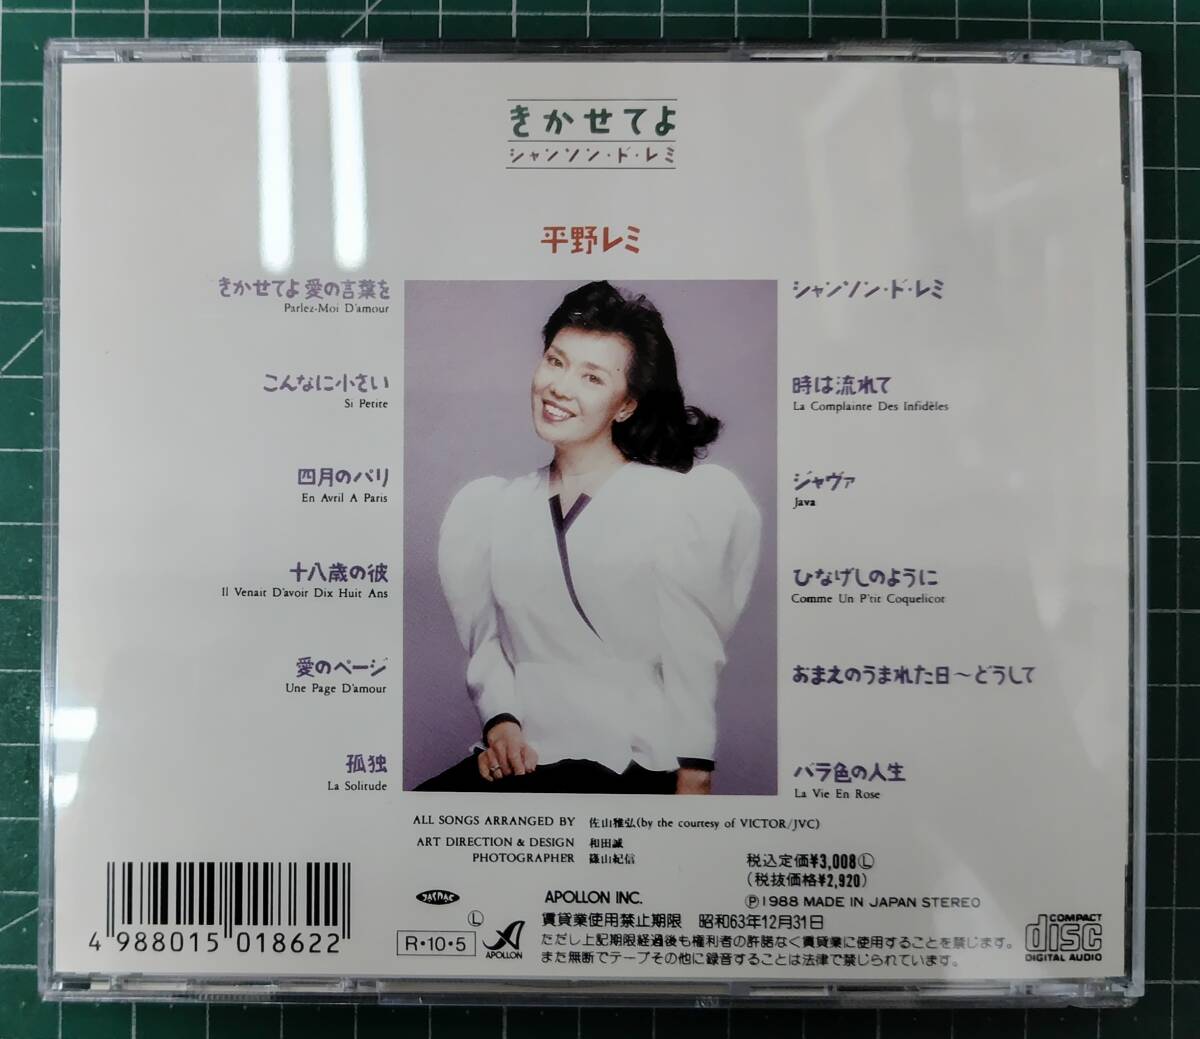 きかせてよ
シャンソン・ド・レミ
平野レミ
きかせてよ愛の言葉を
Parlez-Moi D'amour
こんなに小さい
Si Petite
四月のパリ
En Avril A Paris
十八歳の彼
Il Venait D'avoir Dix Huit Ans
愛のページ
Une Page D'amour
孤独
La Solitude
シャンソン・ド・レミ
時は流れて
La Complainte Des Infidèles
ジャヴァ
Java
ひなげしのように
Comme Un P'tit Coquelicot
おまえのうまれた日〜どうして
バラ色の人生
La Vie En Rose
ALL SONGS ARRANGED BY 佐山雅弘(by the courtesy of VICTOR/JVC)
ART DIRECTION & DESIGN 和田誠
PHOTOGRAPHER 篠山紀信
税込定価¥3,008Ⓛ
(税抜価格¥2,920)
Ⓟ1988 MADE IN JAPAN STEREO
4 988015 018622
JASRAC
Ⓛ
R・10・5
APOLLON
APOLLON INC.
賃貸業使用禁止期限 昭和63年12月31日
ただし上記期限経過後も権利者の許諾なく賃貸業に使用することを禁じます。
また無断でテープその他に録音することは法律で禁じられています。
COMPACT
disc
DIGITAL AUDIO